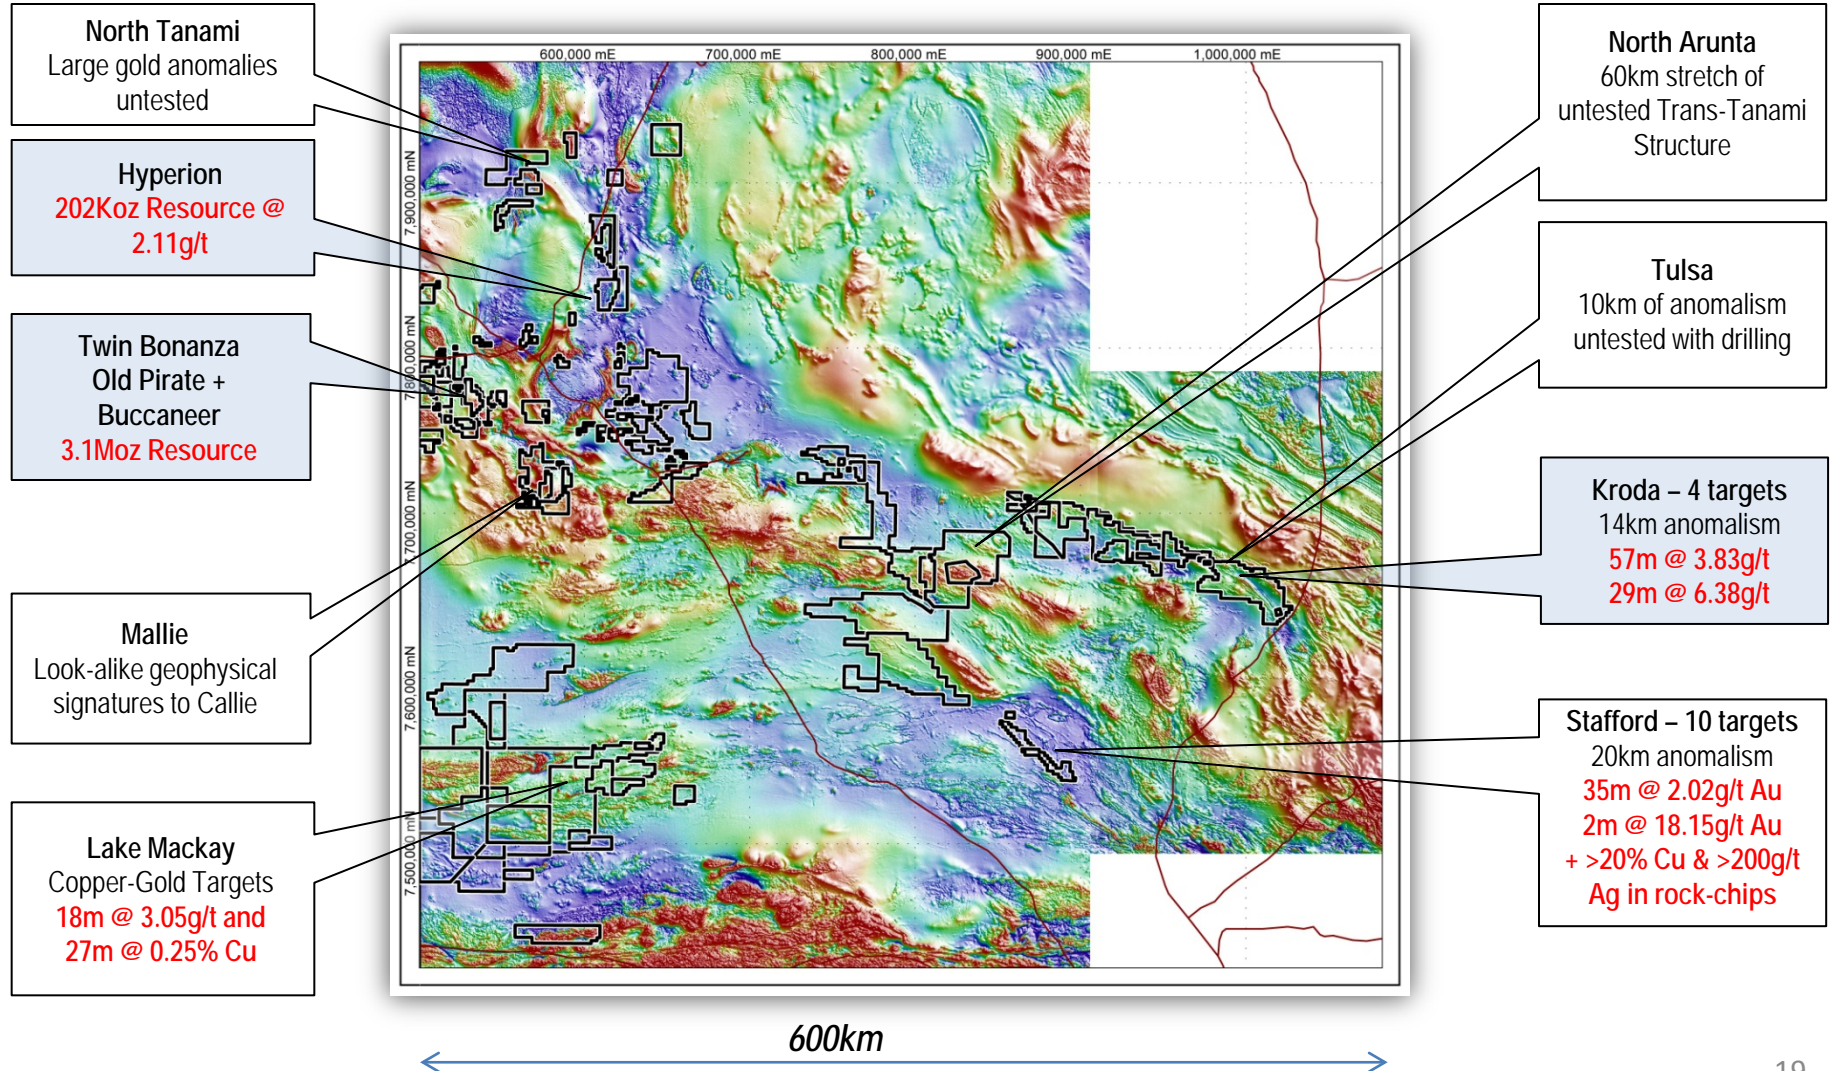 North Tanami
Large gold anomalies
untested
Hyperion
202Koz Resource @
2.11g/t
Twin Bonanza
Old Pirate +
Buccaneer
3.1Moz Resource
Mallie
Look-alike geophysical
signatures to Callie
Lake Mackay
Copper-Gold Targets
18m @ 3.05g/t and
27m @ 0.25% Cu
600,000 mE
700,000 mE
800,000 mE
900,000 mE
1,000,000 mE
7,900,000 mN
7,800,000 mN
7,700,000 mN
7,600,000 mN
7,500,000 mN
North Arunta
60km stretch of
untested Trans-Tanami
Structure
Tulsa
10km of anomalism
untested with drilling
Kroda – 4 targets
14km anomalism
57m @ 3.83g/t
29m @ 6.38g/t
Stafford – 10 targets
20km anomalism
35m @ 2.02g/t Au
2m @ 18.15g/t Au
+ >20% Cu & >200g/t
Ag in rock-chips
600km
19